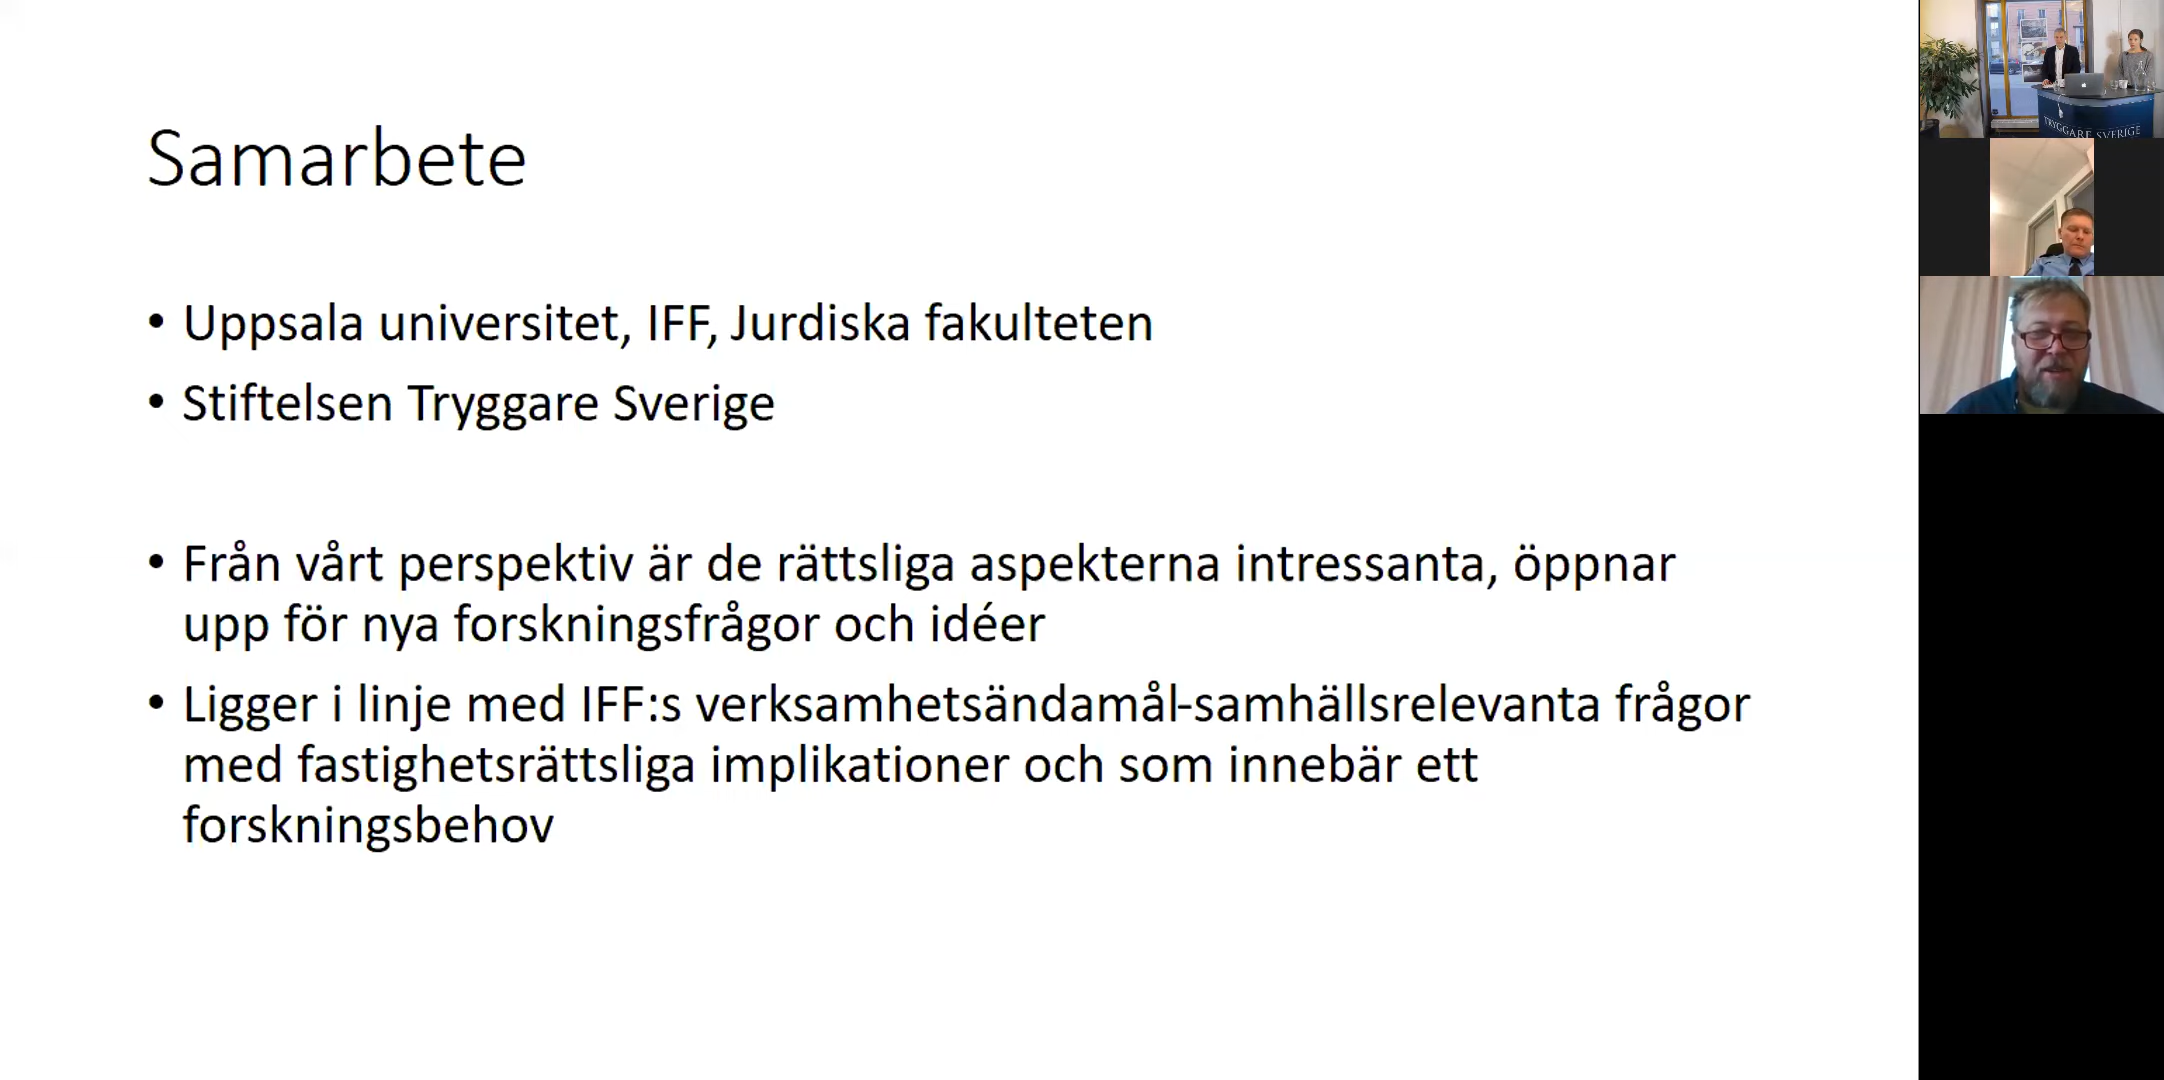 Samarbete
• Uppsala universitet, IFF, Jurdiska fakulteten
• Stiftelsen Tryggare Sverige
• Från vårt perspektiv är de rättsliga aspekterna intressanta, öppnar
upp för nya forskningsfrågor och idéer
• Ligger i linje med IFF:s verksamhetsändamål-samhällsrelevanta frågor
med fastighetsrättsliga implikationer och som innebär ett
forskningsbehov
TRYGGARE SVERIGE